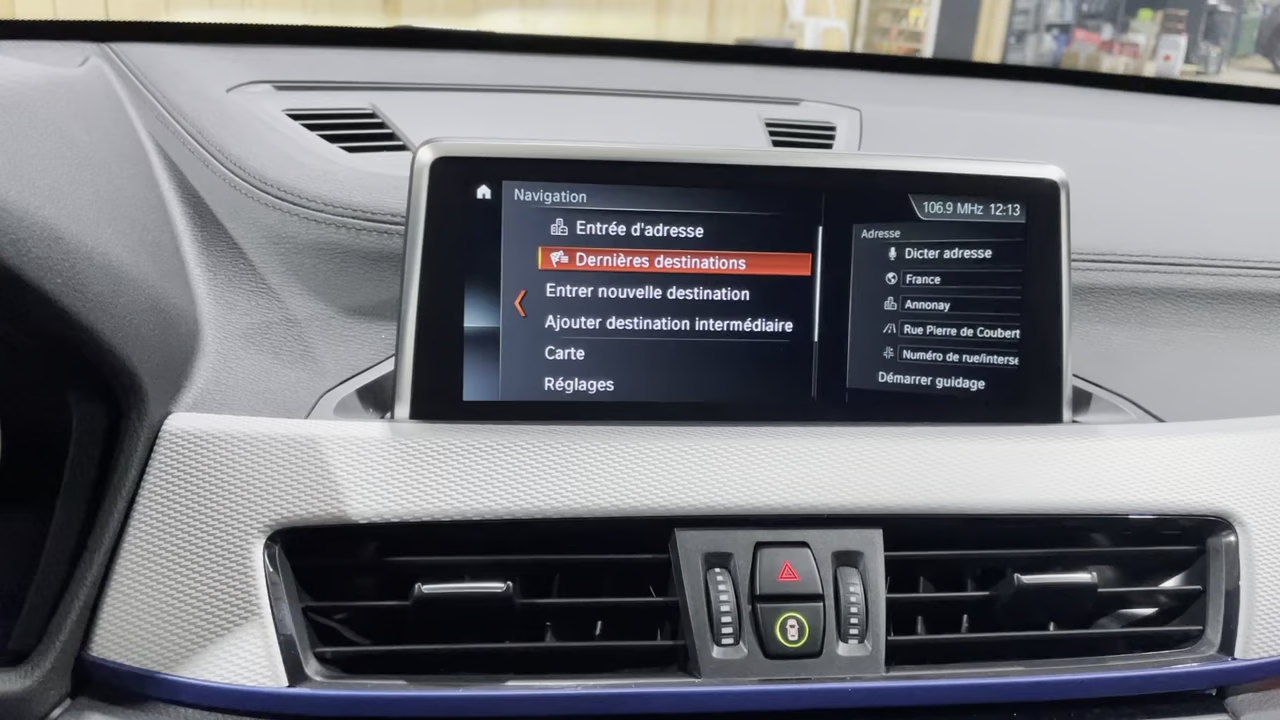 Navigation
106.9 MHz 12:13
Entrée d'adresse
Dernières destinations
Entrer nouvelle destination
Ajouter destination intermédiaire
Carte
Réglages
Adresse
Dicter adresse
France
Annonay
Rue Pierre de Coubert
Numéro de rue/interse
Démarrer guidage